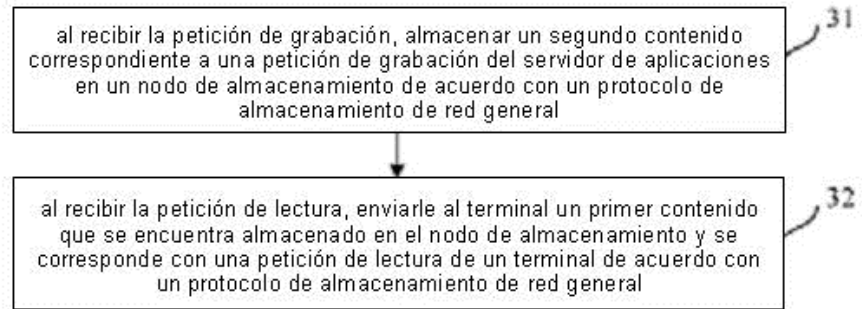 al recibir la petición de grabación, almacenar un segundo contenido
correspondiente a una petición de grabación del servidor de aplicaciones
en un nodo de almacenamiento de acuerdo con un protocolo de
almacenamiento de red general
31
al recibir la petición de lectura, enviarle al terminal un primer contenido
que se encuentra almacenado en el nodo de almacenamiento y se
corresponde con una petición de lectura de un terminal de acuerdo con
un protocolo de almacenamiento de red general
32